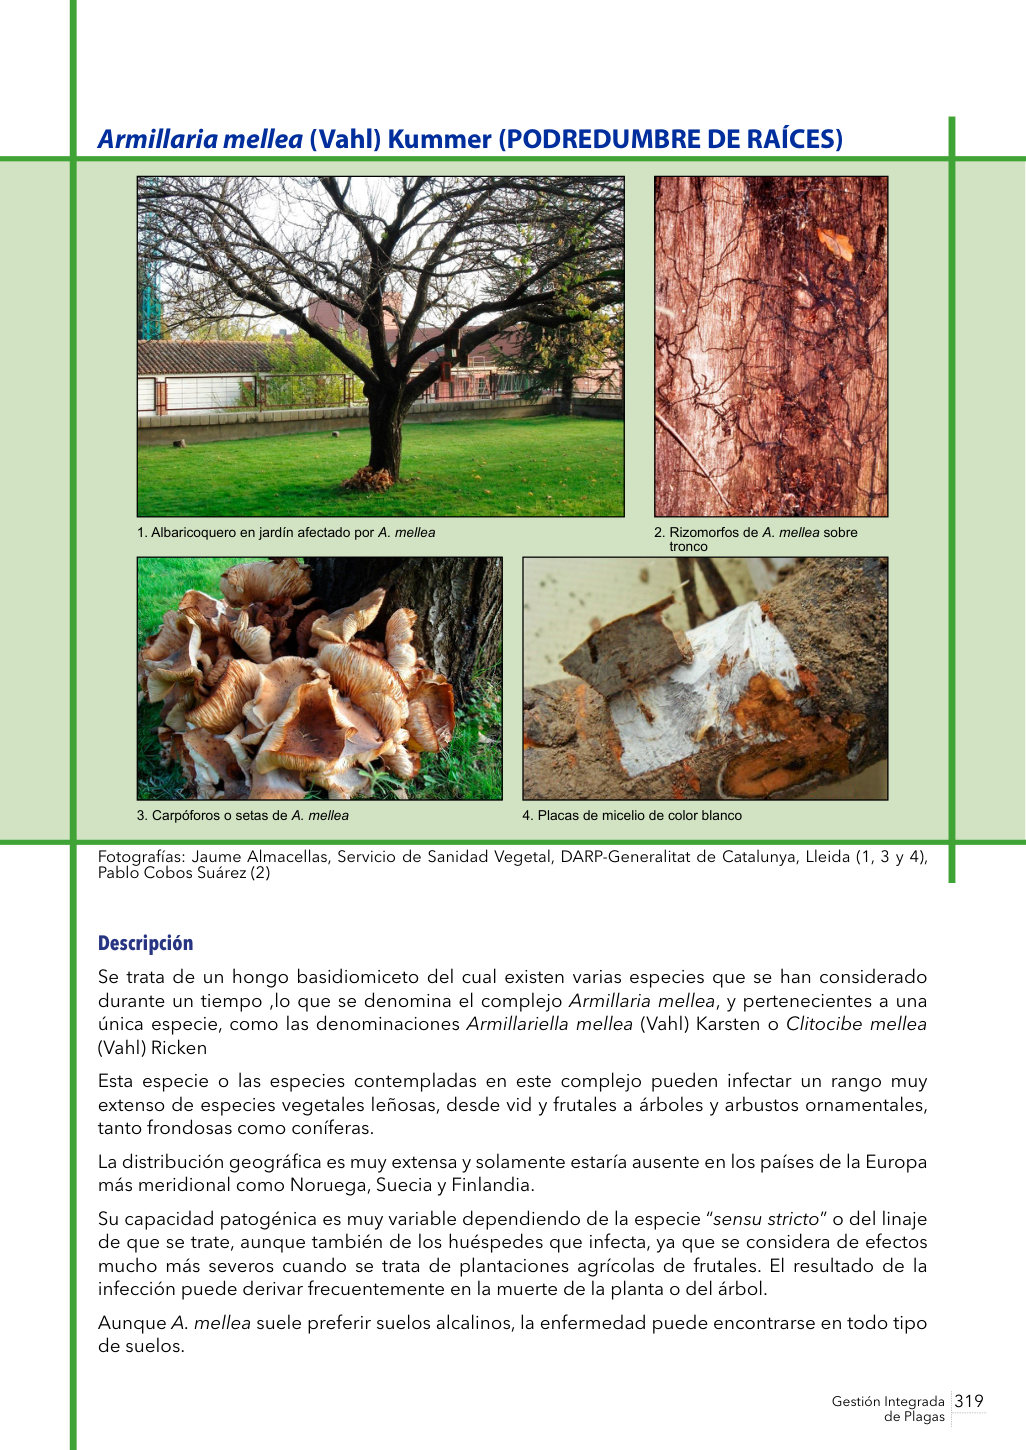 Armillaria mellea (Vahl) Kummer (PODREDUMBRE DE RAÍCES)
1. Albaricoquero en jardín afectado por A. mellea
2. Rizomorfos de A. mellea sobre
tronco
3. Carpóforos o setas de A. mellea
4. Placas de micelio de color blanco
Fotografías: Jaume Almacellas, Servicio de Sanidad Vegetal, DARP-Generalitat de Catalunya, Lleida (1, 3 y 4),
Pablo Cobos Suárez (2)
Descripción
Se trata de un hongo basidiomiceto del cual existen varias especies que se han considerado
durante un tiempo ,lo que se denomina el complejo Armillaria mellea, y pertenecientes a una
única especie, como las denominaciones Armillariella mellea (Vahl) Karsten o Clitocibe mellea
(Vahl) Ricken
Esta especie o las especies contempladas en este complejo pueden infectar un rango muy
extenso de especies vegetales leñosas, desde vid y frutales a árboles y arbustos ornamentales,
tanto frondosas como coníferas.
La distribución geográfica es muy extensa y solamente estaría ausente en los países de la Europa
más meridional como Noruega, Suecia y Finlandia.
Su capacidad patogénica es muy variable dependiendo de la especie “sensu stricto” o del linaje
de que se trate, aunque también de los huéspedes que infecta, ya que se considera de efectos
mucho más severos cuando se trata de plantaciones agrícolas de frutales. El resultado de la
infección puede derivar frecuentemente en la muerte de la planta o del árbol.
Aunque A. mellea suele preferir suelos alcalinos, la enfermedad puede encontrarse en todo tipo
de suelos.
Gestión Integrada 319
de Plagas